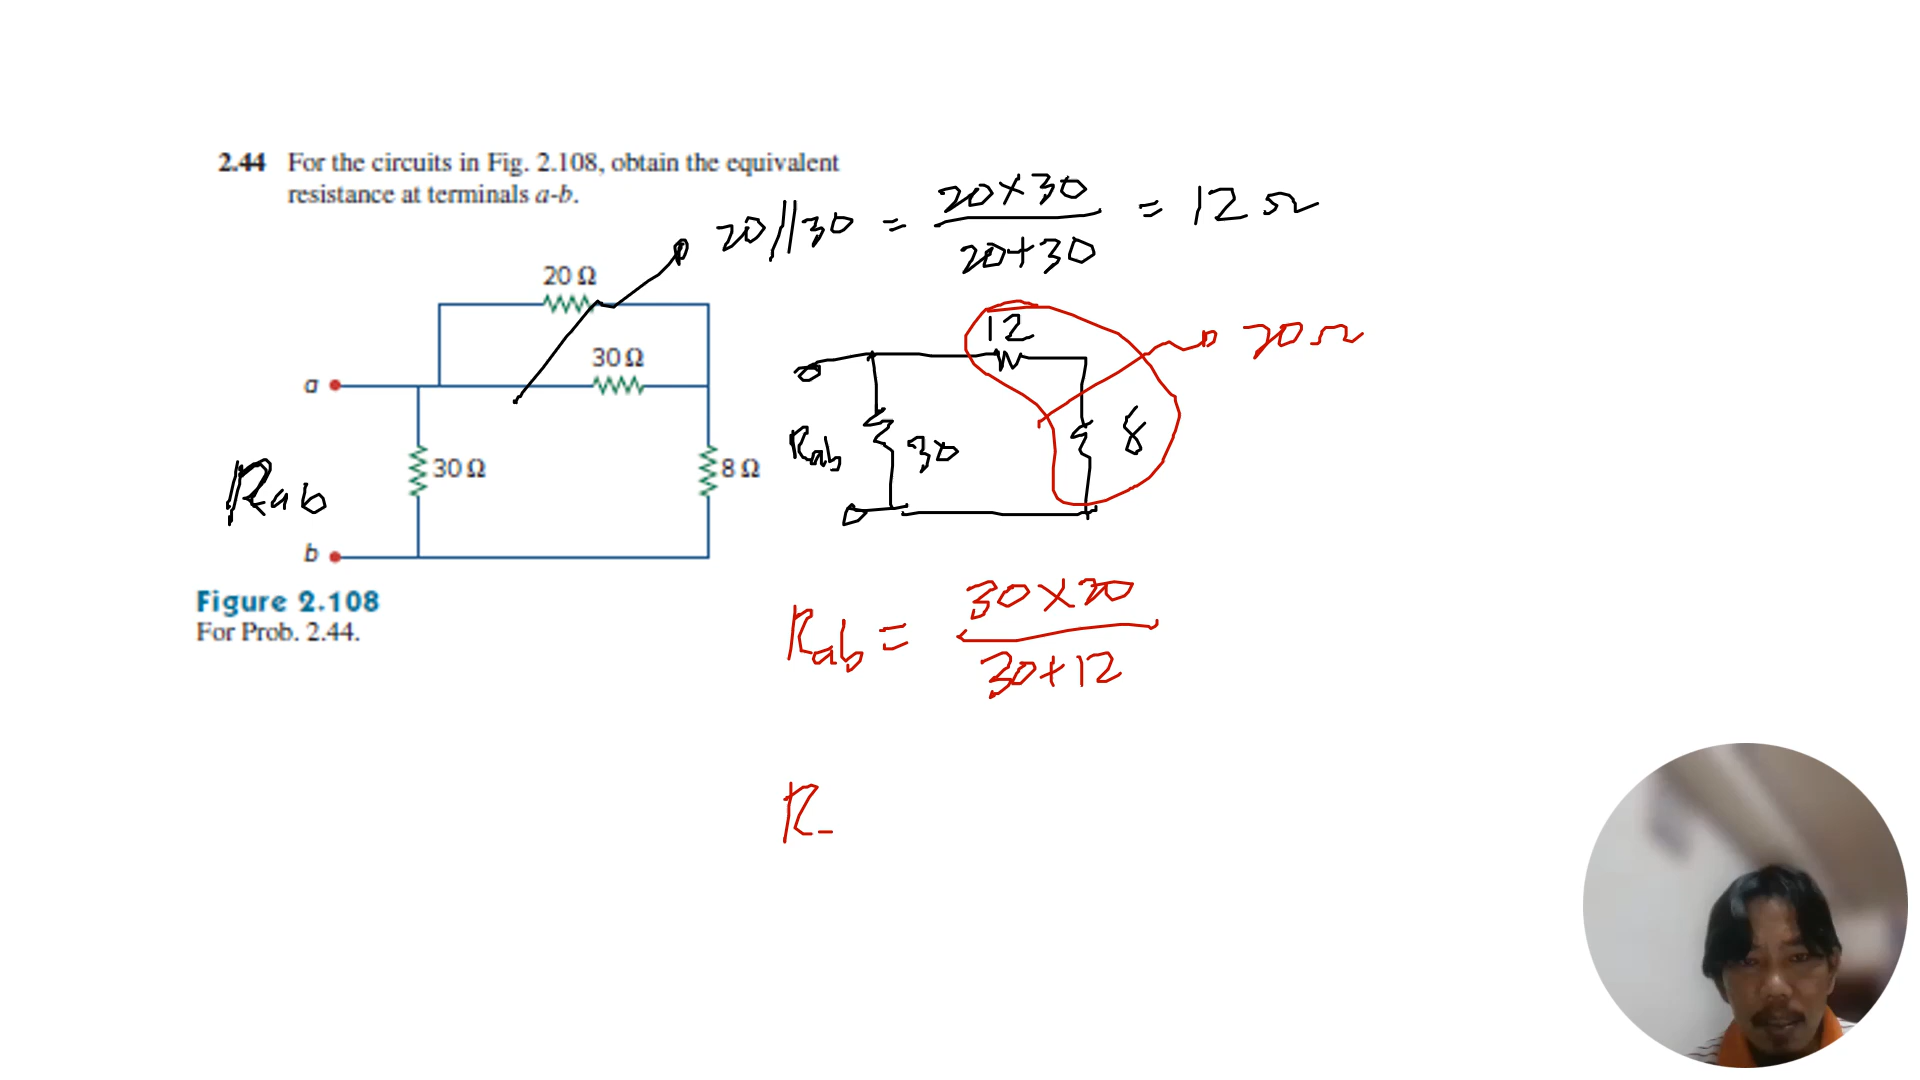 2.44 For the circuits in Fig. 2.108, obtain the equivalent
resistance at terminals a-b.
20//30 = 20×30 / 20+30 = 12 Ω
20 Ω
30 Ω
a
30 Ω
8 Ω
b
Rab
Figure 2.108
For Prob. 2.44.
12
20 Ω
Rab
30
8
Rab = 30×20 / 30+12
R